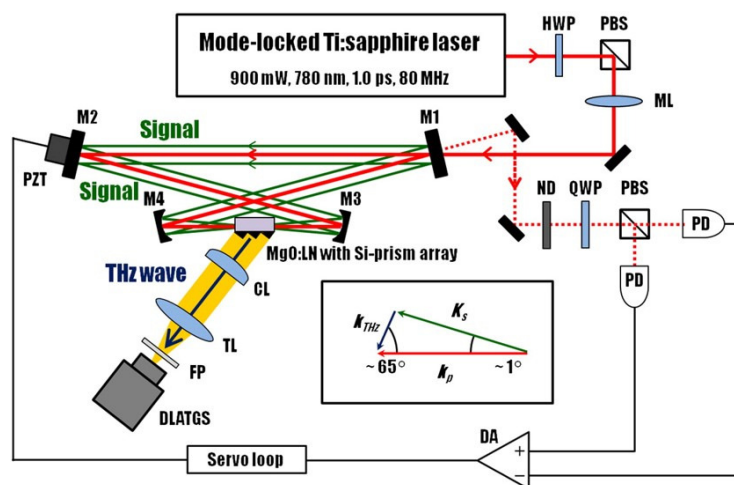 Mode-locked Ti:sapphire laser
900 mW, 780 nm, 1.0 ps, 80 MHz
HWP
PBS
ML
M2
Signal
M1
PZT
Signal
M4
M3
ND
QWP
PBS
PD
MgO:LN with Si-prism array
THz wave
CL
PD
TL
FP
DLATGS
k_THz
K_s
~65°
k_p
~1°
DA
+
−
Servo loop